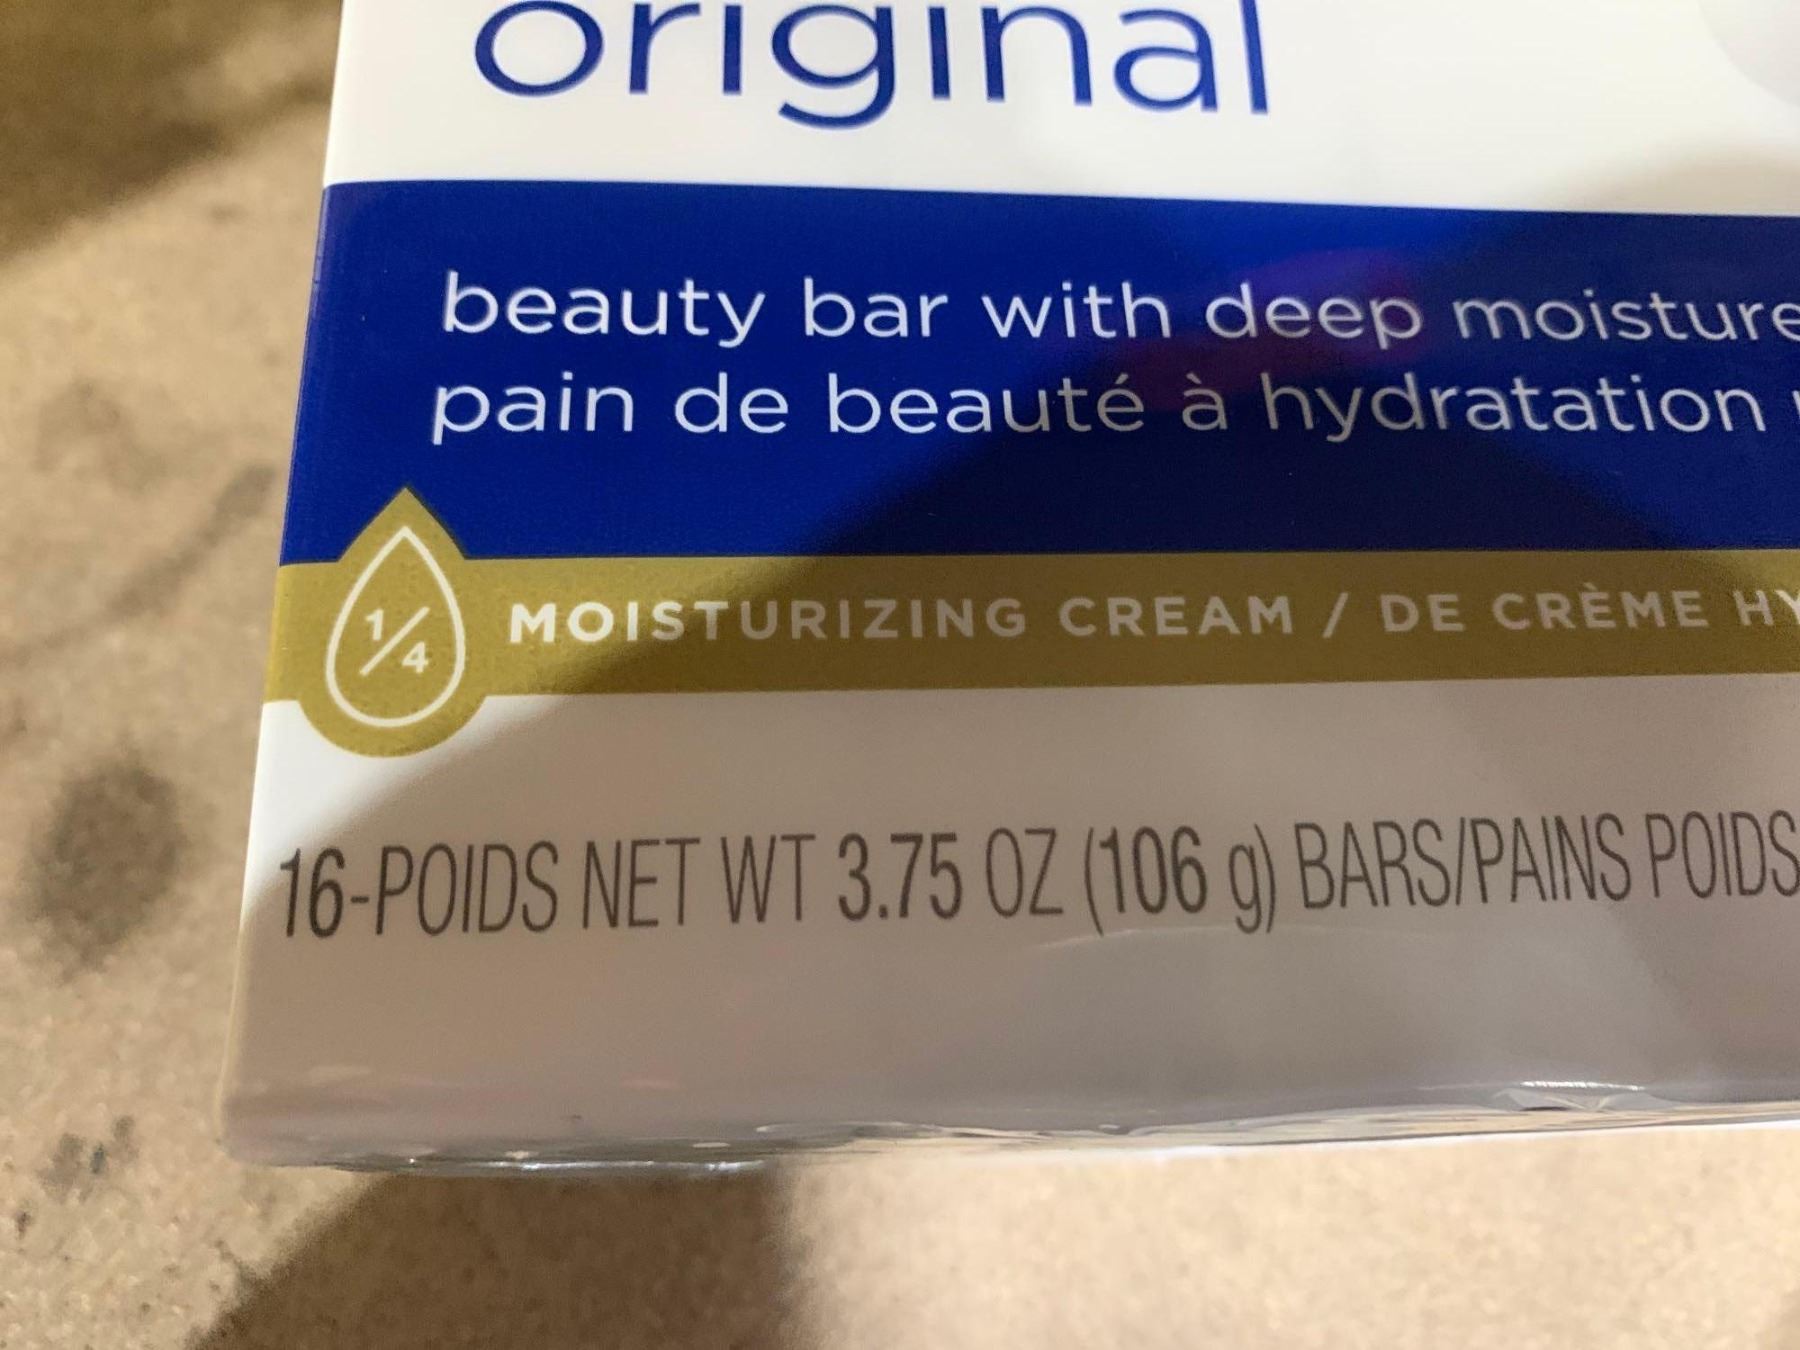 original
beauty bar with deep moisture
pain de beauté à hydratation
1/4 MOISTURIZING CREAM / DE CRÈME HY
16-POIDS NET WT 3.75 OZ (106 g) BARS/PAINS POIDS